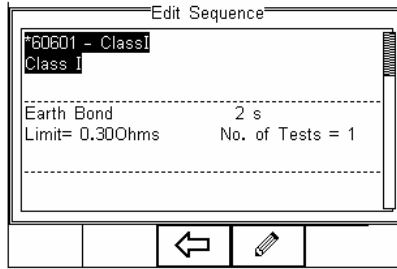 Edit Sequence
*60601 - ClassI
Class I
Earth Bond 2 s
Limit= 0.30Ohms No. of Tests = 1